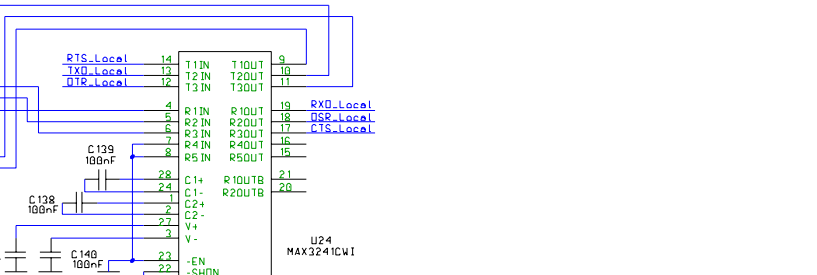 RTS_Local 14 T1IN T1OUT 9
TXD_Local 13 T2IN T2OUT 10
DTR_Local 12 T3IN T3OUT 11
4 R1IN R1OUT 19 RXD_Local
5 R2IN R2OUT 18 DSR_Local
6 R3IN R3OUT 17 CTS_Local
7 R4IN R4OUT 16
8 R5IN R5OUT 15
C139
100nF
28 C1+ R1OUTB 21
24 C1- R2OUTB 20
C138
100nF
1 C2+
2 C2-
27 V+
3 V-
U24
MAX3241CWI
C140
100nF
23 -EN
22 -SHDN